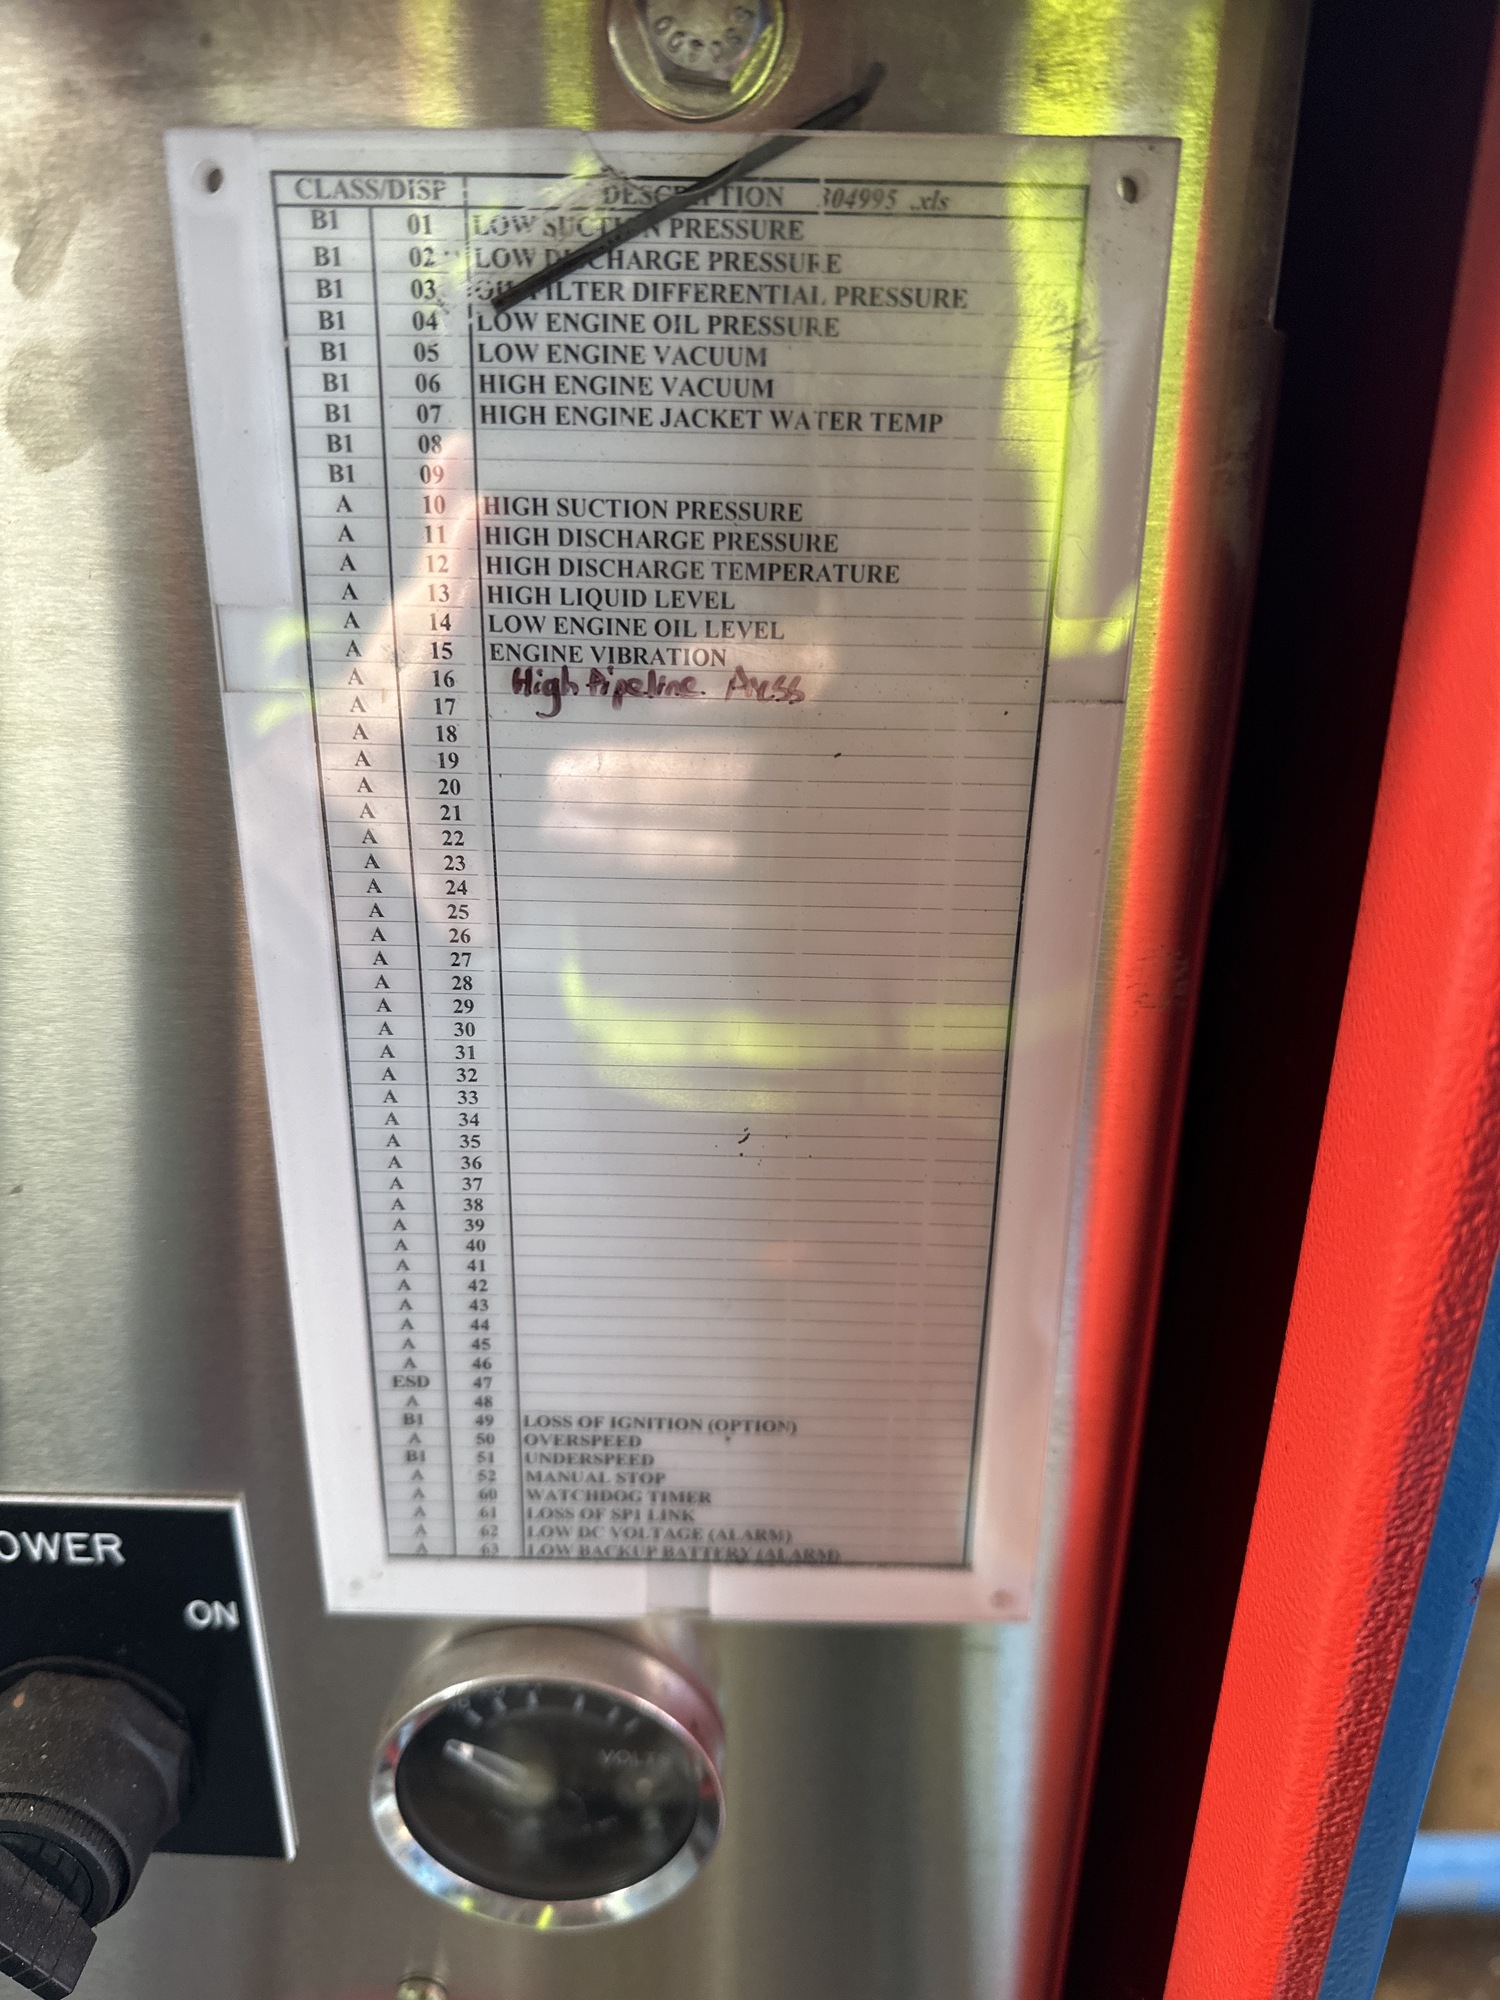 CLASS/DISP DESCRIPTION 304995 .xls
B1 01 LOW SUCTION PRESSURE
B1 02 LOW DISCHARGE PRESSURE
B1 03 OIL FILTER DIFFERENTIAL PRESSURE
B1 04 LOW ENGINE OIL PRESSURE
B1 05 LOW ENGINE VACUUM
B1 06 HIGH ENGINE VACUUM
B1 07 HIGH ENGINE JACKET WATER TEMP
B1 08
B1 09
A 10 HIGH SUCTION PRESSURE
A 11 HIGH DISCHARGE PRESSURE
A 12 HIGH DISCHARGE TEMPERATURE
A 13 HIGH LIQUID LEVEL
A 14 LOW ENGINE OIL LEVEL
A 15 ENGINE VIBRATION
A 16 High Pipeline Press
A 17
A 18
A 19
A 20
A 21
A 22
A 23
A 24
A 25
A 26
A 27
A 28
A 29
A 30
A 31
A 32
A 33
A 34
A 35
A 36
A 37
A 38
A 39
A 40
A 41
A 42
A 43
A 44
A 45
A 46
ESD 47
A 48
B1 49 LOSS OF IGNITION (OPTION)
A 50 OVERSPEED
B1 51 UNDERSPEED
A 52 MANUAL STOP
A 60 WATCHDOG TIMER
A 61 LOSS OF SPI LINK
A 62 LOW DC VOLTAGE (ALARM)
A 63 LOW BACKUP BATTERY (ALARM)
OWER
ON
VOLTS